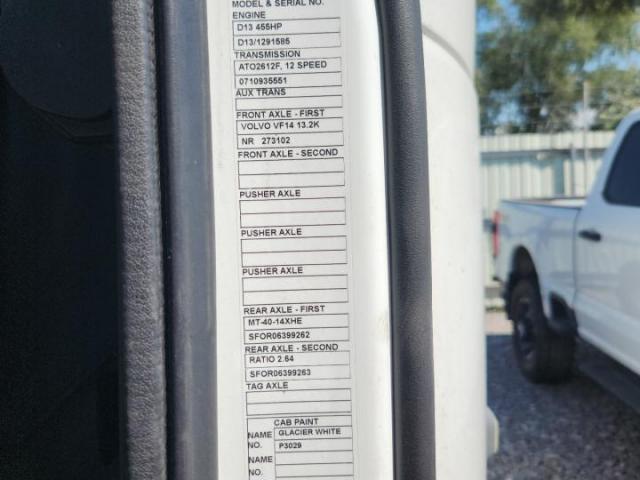 MODEL & SERIAL NO.
ENGINE
D13 455HP
D13/1291585
TRANSMISSION
ATO2612F, 12 SPEED
0710935551
AUX TRANS
FRONT AXLE - FIRST
VOLVO VF14 13.2K
NR 273102
FRONT AXLE - SECOND
PUSHER AXLE
PUSHER AXLE
PUSHER AXLE
REAR AXLE - FIRST
MT-40-14XHE
SFOR06399262
REAR AXLE - SECOND
RATIO 2.64
SFOR06399263
TAG AXLE
CAB PAINT
NAME GLACIER WHITE
NO. P3029
NAME
NO.